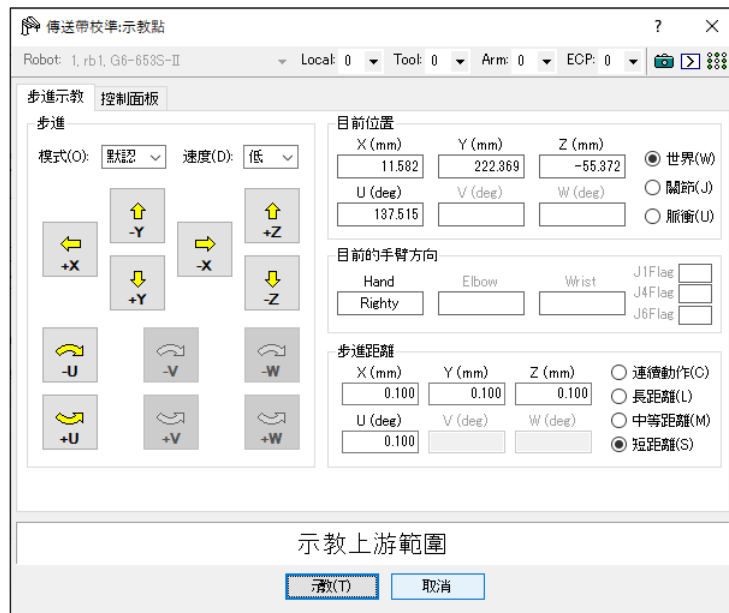 傳送帶校準:示教點 ? ×
Robot: 1, rb1, G6-653S-II Local: 0 Tool: 0 Arm: 0 ECP: 0
步進示教 控制面板
步進
模式(O): 默認 速度(D): 低
+X
-Y
+Y
-X
+Z
-Z
-U -V -W
+U +V +W
目前位置
X (mm) Y (mm) Z (mm)
11.582 222.369 -55.372
U (deg) V (deg) W (deg)
137.515
世界(W)
關節(J)
脈衝(U)
目前的手臂方向
Hand Elbow Wrist
Righty
J1Flag
J4Flag
J6Flag
步進距離
X (mm) Y (mm) Z (mm)
0.100 0.100 0.100
U (deg) V (deg) W (deg)
0.100
連續動作(C)
長距離(L)
中等距離(M)
短距離(S)
示教上游範圍
示教(T) 取消